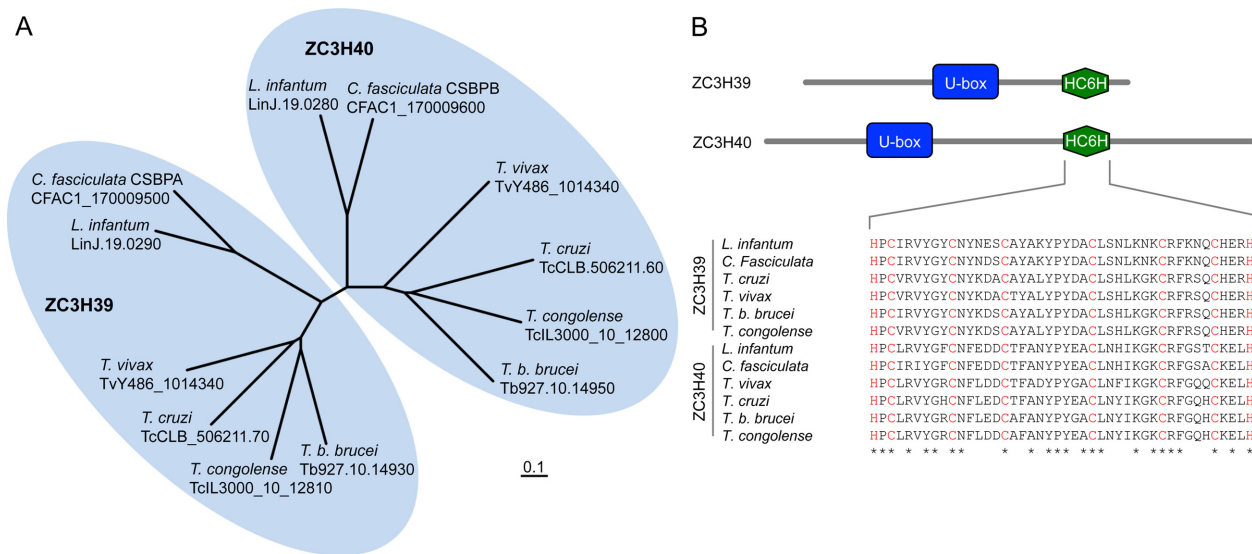 A
ZC3H40
L. infantum
LinJ.19.0280
C. fasciculata CSBPB
CFAC1_170009600
T. vivax
TvY486_1014340
T. cruzi
TcCLB.506211.60
T. congolense
TcIL3000_10_12800
T. b. brucei
Tb927.10.14950
C. fasciculata CSBPA
CFAC1_170009500
L. infantum
LinJ.19.0290
ZC3H39
T. vivax
TvY486_1014340
T. cruzi
TcCLB_506211.70
T. congolense
TcIL3000_10_12810
T. b. brucei
Tb927.10.14930
0.1
B
ZC3H39 U-box HC6H
ZC3H40 U-box HC6H
ZC3H39
L. infantum HPCIRVYGYCNYNESCAYAKYPYDACLSNLKNKCRFKNQCHERH
C. Fasciculata HPCIRVYGYCNYNDSCAYAKYPYDACLSNLKNKCRFKNQCHERH
T. cruzi HPCVRVYGYCNYKDACAYALYPYDACLSHLKGKCRFRSQCHERH
T. vivax HPCVRVYGYCNYKDACTYALYPYDACLSHLKGKCRFRSQCHERH
T. b. brucei HPCIRVYGYCNYKDSCAYALYPYDACLSHLKGKCRFRSQCHERH
T. congolense HPCVRVYGYCNYKDSCAYALYPYDACLSHLKGKCRFRSQCHERH
ZC3H40
L. infantum HPCLRVYGFCNFEDDCTFANYPYEACLNHIKGKCRFGSTCKELH
C. fasciculata HPCIRIYGFCNFEDDCTFANYPYEACLNHIKGKCRFGSACKELH
T. vivax HPCLRVYGRCNFLDDCTFADYPYGACLNFIKGKCRFGQQCKELH
T. cruzi HPCLRVYGHCNFLEDCTFANYPYEACLNYIKGKCRFGQHCKELH
T. b. brucei HPCLRVYGRCNFLDDCAFANYPYGACLNYIKGKCRFGQHCKELH
T. congolense HPCLRVYGRCNFLDDCAFANYPYEACLNYIKGKCRFGQHCKELH
*** * ** ** * * *** ** * **** * * *